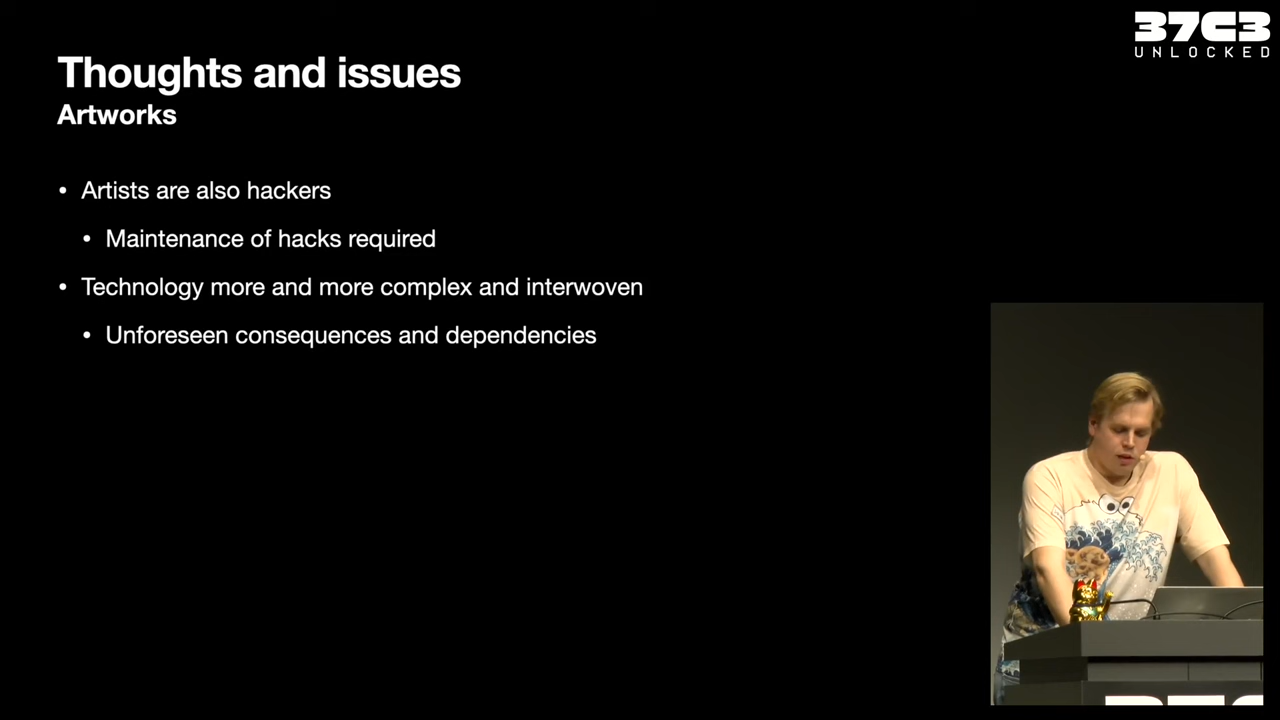 37C3
UNLOCKED
Thoughts and issues
Artworks
• Artists are also hackers
• Maintenance of hacks required
• Technology more and more complex and interwoven
• Unforeseen consequences and dependencies